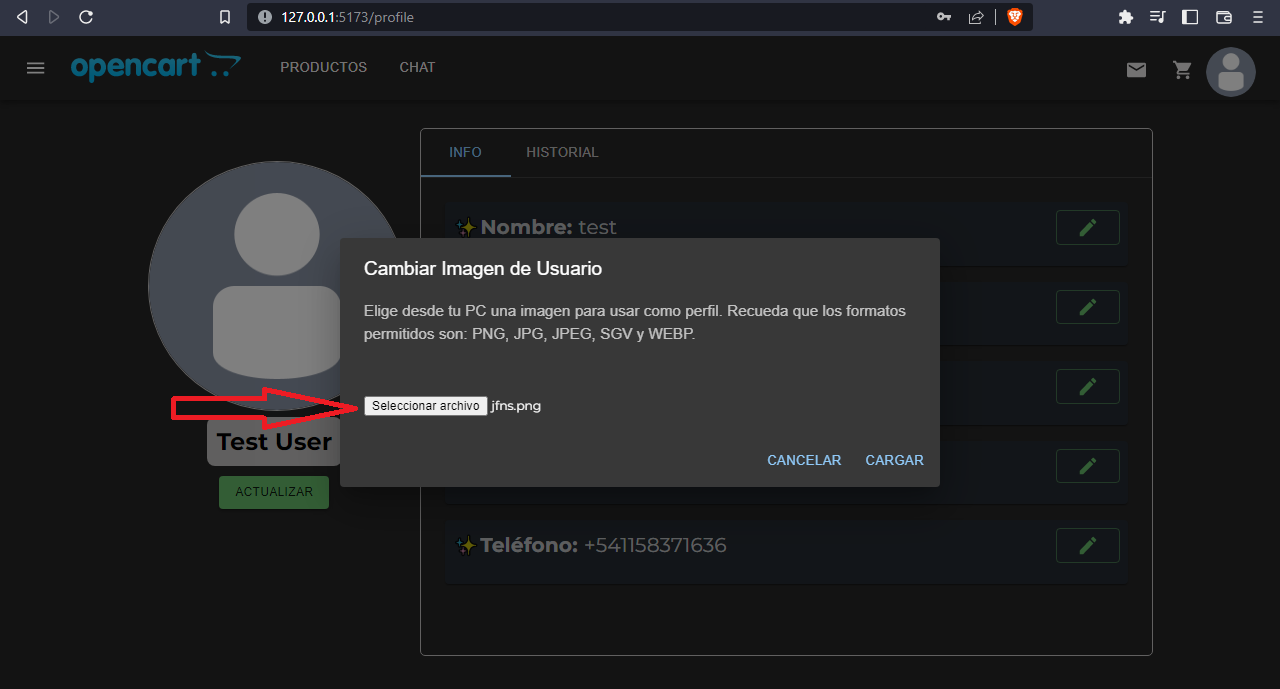 127.0.0.1:5173/profile
opencart
PRODUCTOS
CHAT
INFO
HISTORIAL
Nombre: test
Cambiar Imagen de Usuario
Elige desde tu PC una imagen para usar como perfil. Recueda que los formatos
permitidos son: PNG, JPG, JPEG, SGV y WEBP.
Seleccionar archivo jfns.png
Test User
CANCELAR
CARGAR
ACTUALIZAR
Teléfono: +541158371636